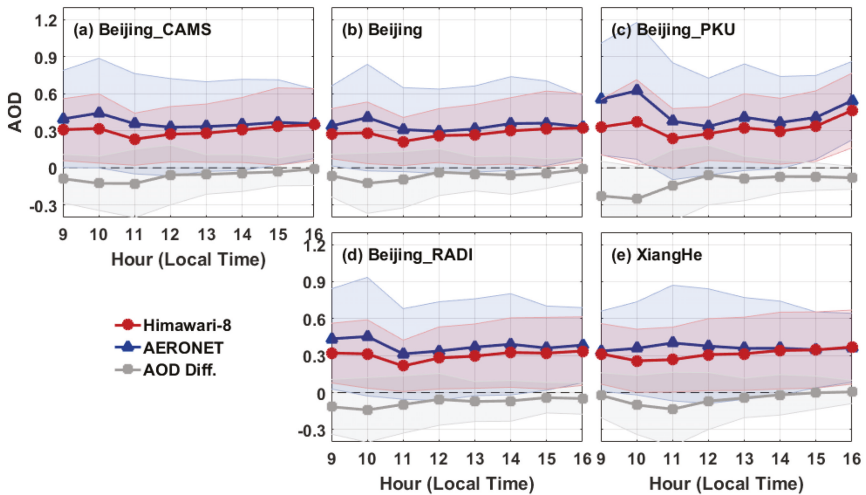 (a) Beijing_CAMS
(b) Beijing
(c) Beijing_PKU
1.2
0.9
0.6
0.3
0
-0.3
AOD
9 10 11 12 13 14 15 16
Hour (Local Time)
(d) Beijing_RADI
(e) XiangHe
1.2
0.9
0.6
0.3
0
-0.3
Himawari-8
AERONET
AOD Diff.
9 10 11 12 13 14 15 16
9 10 11 12 13 14 15 16
Hour (Local Time)
Hour (Local Time)